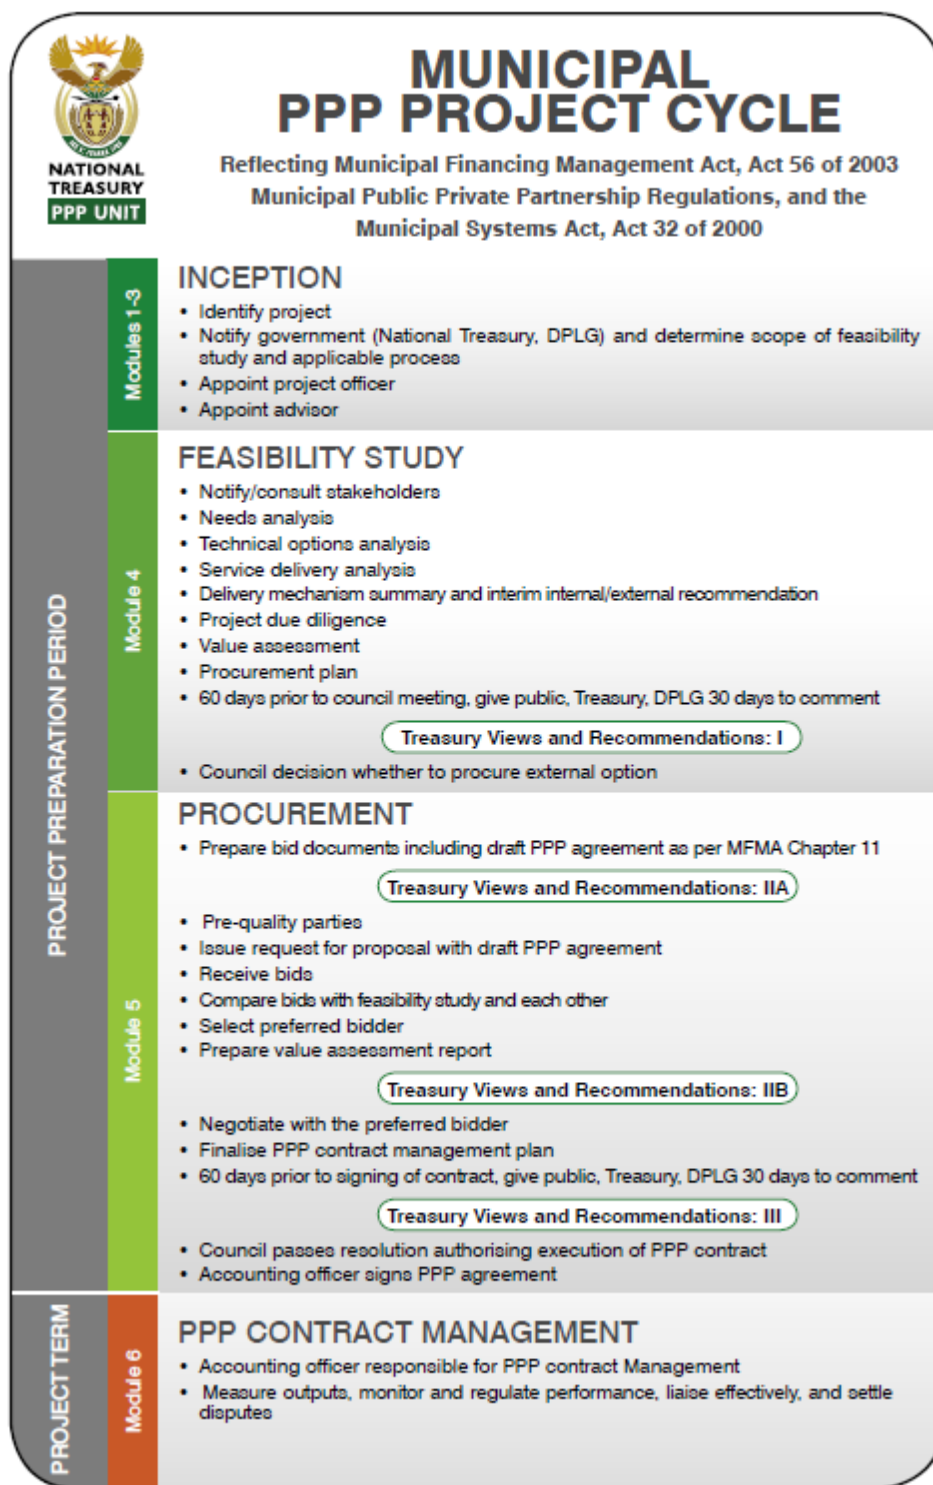 MUNICIPAL
PPP PROJECT CYCLE
Reflecting Municipal Financing Management Act, Act 56 of 2003
Municipal Public Private Partnership Regulations, and the
Municipal Systems Act, Act 32 of 2000
NATIONAL
TREASURY
PPP UNIT
PROJECT PREPARATION PERIOD
Modules 1-3
INCEPTION
• Identify project
• Notify government (National Treasury, DPLG) and determine scope of feasibility
study and applicable process
• Appoint project officer
• Appoint advisor
Module 4
FEASIBILITY STUDY
• Notify/consult stakeholders
• Needs analysis
• Technical options analysis
• Service delivery analysis
• Delivery mechanism summary and interim internal/external recommendation
• Project due diligence
• Value assessment
• Procurement plan
• 60 days prior to council meeting, give public, Treasury, DPLG 30 days to comment
Treasury Views and Recommendations: I
• Council decision whether to procure external option
Module 5
PROCUREMENT
• Prepare bid documents including draft PPP agreement as per MFMA Chapter 11
Treasury Views and Recommendations: IIA
• Pre-quality parties
• Issue request for proposal with draft PPP agreement
• Receive bids
• Compare bids with feasibility study and each other
• Select preferred bidder
• Prepare value assessment report
Treasury Views and Recommendations: IIB
• Negotiate with the preferred bidder
• Finalise PPP contract management plan
• 60 days prior to signing of contract, give public, Treasury, DPLG 30 days to comment
Treasury Views and Recommendations: III
• Council passes resolution authorising execution of PPP contract
• Accounting officer signs PPP agreement
PROJECT TERM
Module 6
PPP CONTRACT MANAGEMENT
• Accounting officer responsible for PPP contract Management
• Measure outputs, monitor and regulate performance, liaise effectively, and settle
disputes